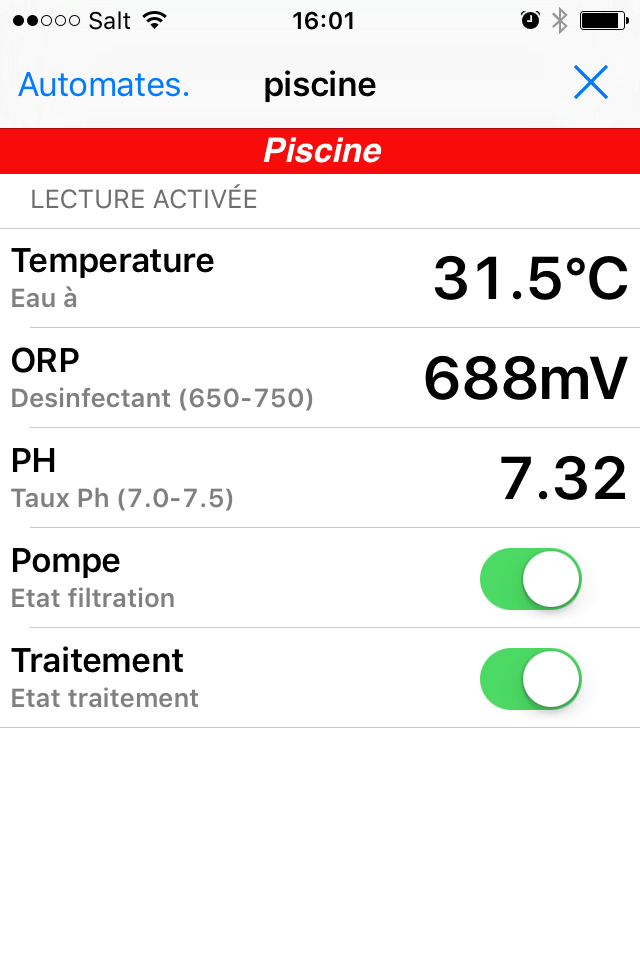 Salt 16:01
Automates. piscine
Piscine
LECTURE ACTIVÉE
Temperature
Eau à
31.5°C
ORP
Desinfectant (650-750)
688mV
PH
Taux Ph (7.0-7.5)
7.32
Pompe
Etat filtration
Traitement
Etat traitement